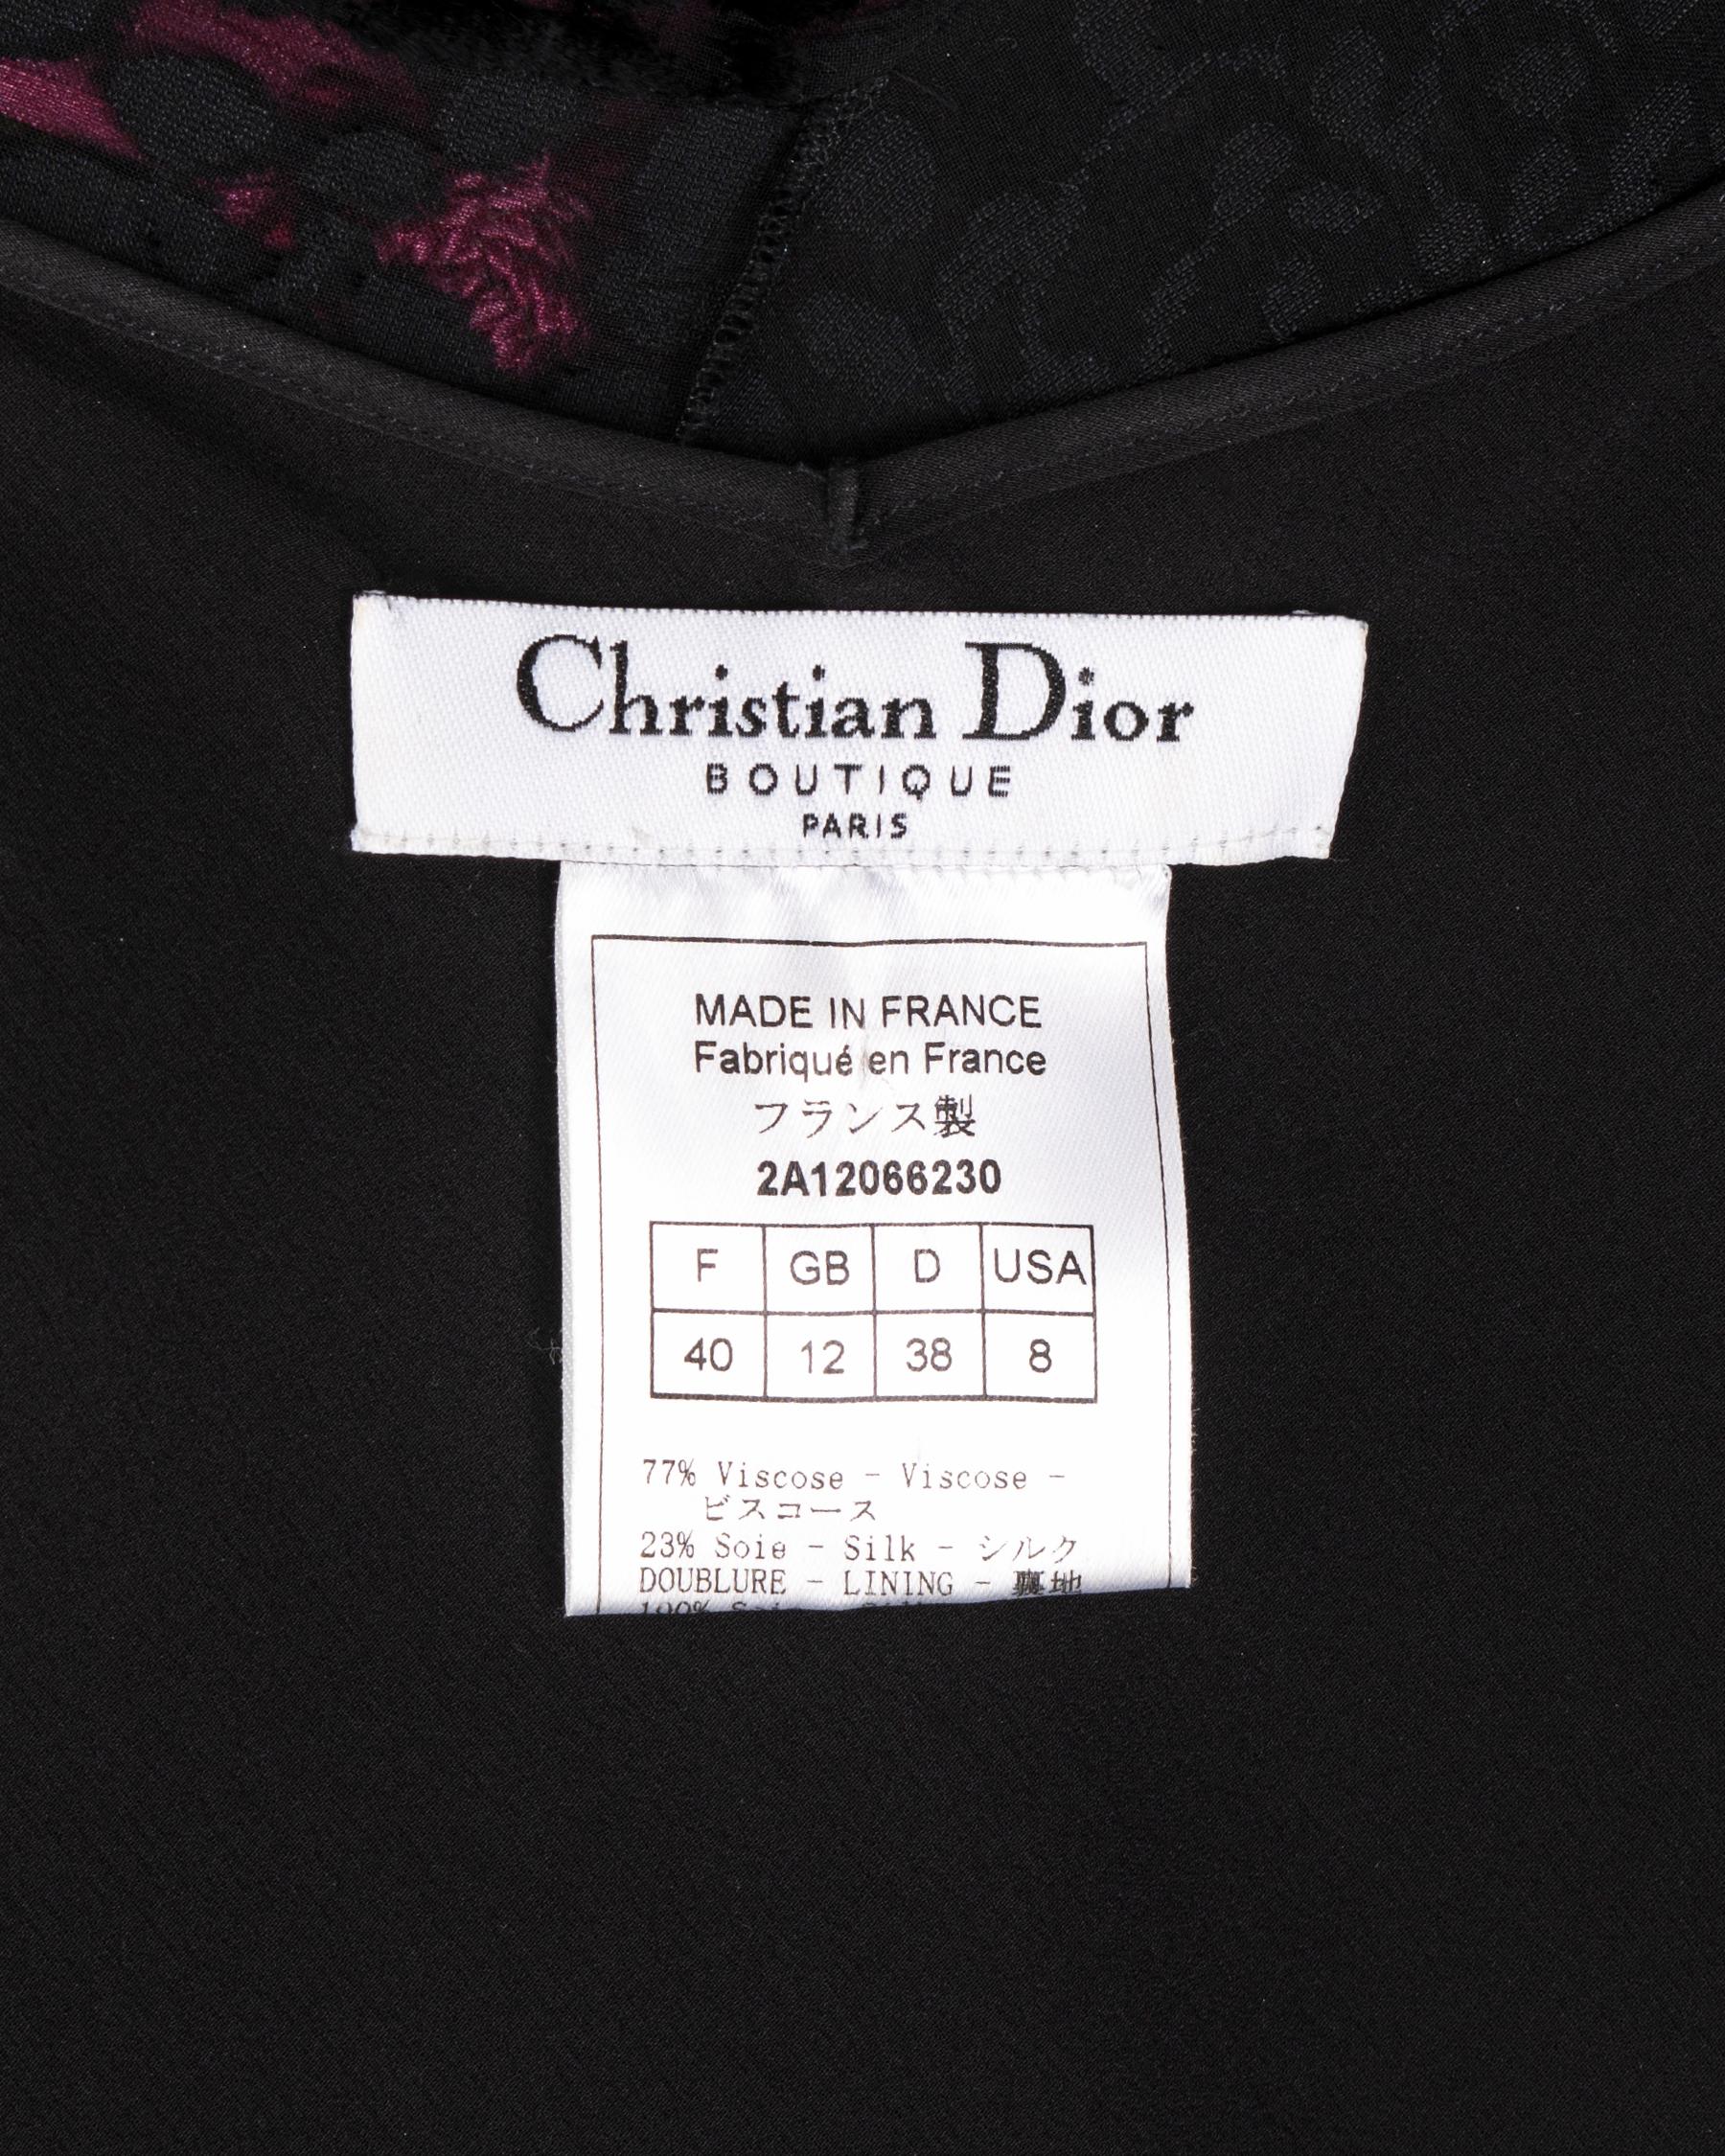 Christian Dior
BOUTIQUE
PARIS
MADE IN FRANCE
Fabriqué en France
フランス製
2A12066230
F GB D USA
40 12 38 8
77% Viscose - Viscose -
ビスコース
23% Soie - Silk - シルク
DOUBLURE - LINING - 裏地
100%